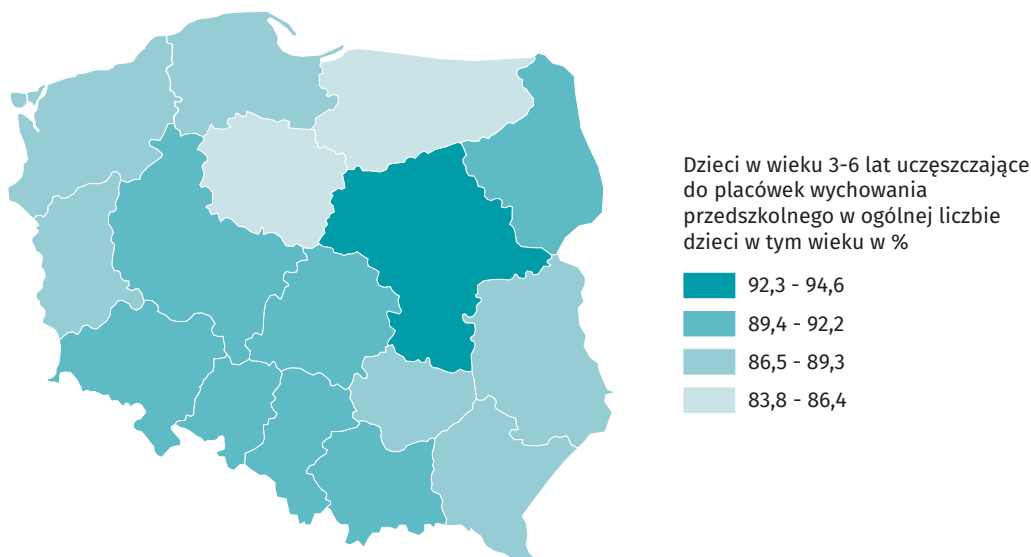 Dzieci w wieku 3-6 lat uczęszczające
do placówek wychowania
przedszkolnego w ogólnej liczbie
dzieci w tym wieku w %
92,3 - 94,6
89,4 - 92,2
86,5 - 89,3
83,8 - 86,4